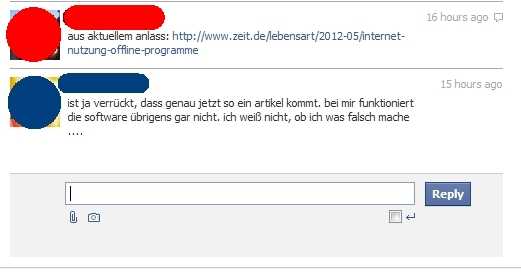 16 hours ago
aus aktuellem anlass: http://www.zeit.de/lebensart/2012-05/internet-
nutzung-offline-programme
15 hours ago
ist ja verrückt, dass genau jetzt so ein artikel kommt. bei mir funktioniert
die software übrigens gar nicht. ich weiß nicht, ob ich was falsch mache
....
Reply